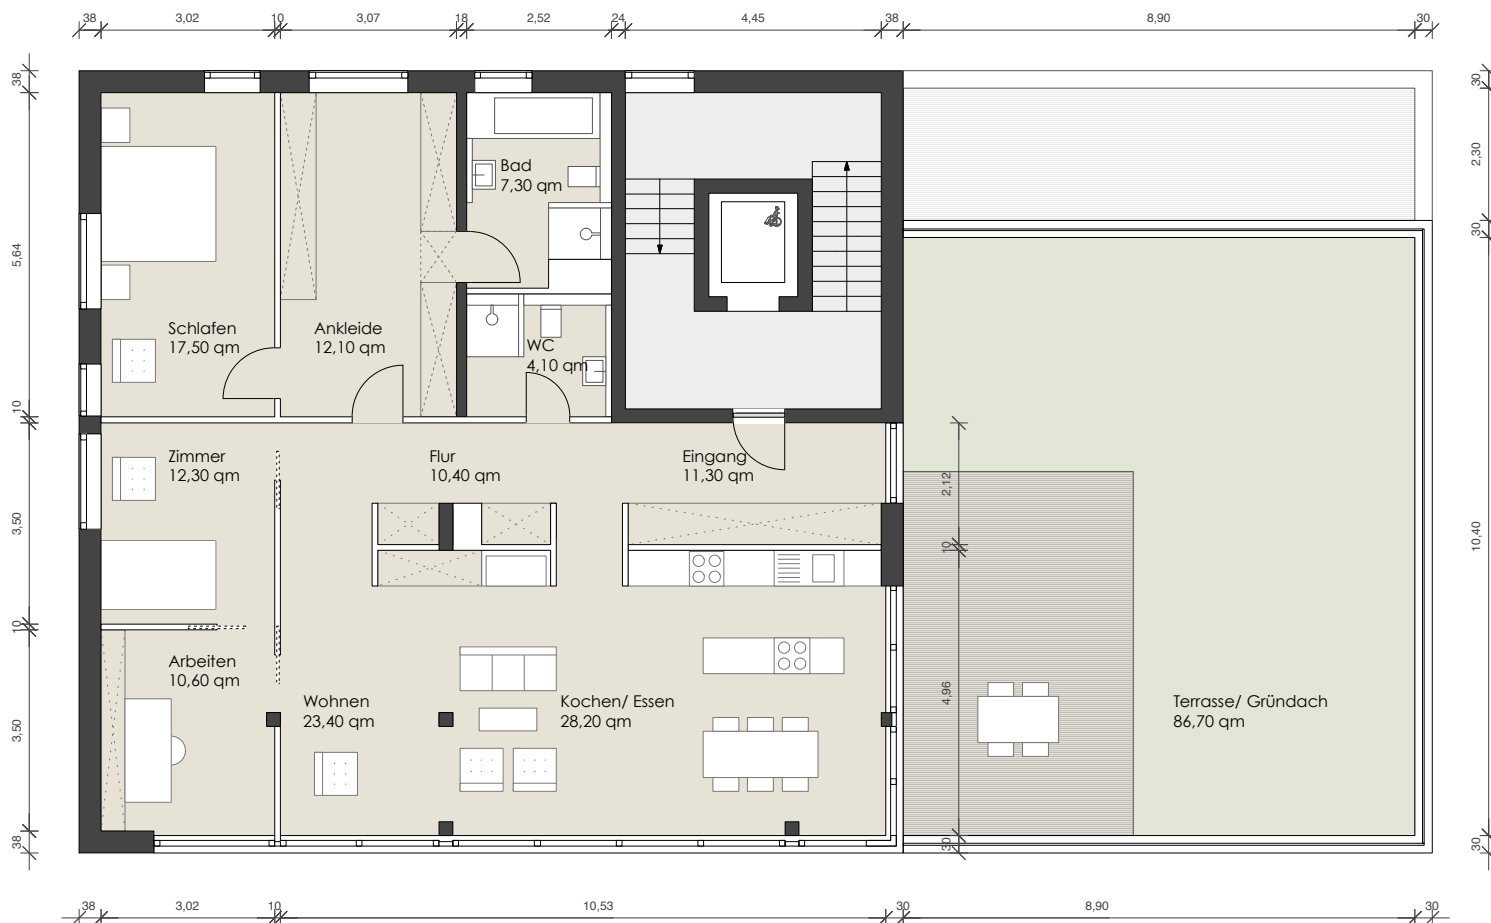 38 3,02 10 3,07 18 2,52 24 4,45 38 8,90 30
38
5,64
10
3,50
10
3,50
38
30
2,30
30
10,40
30
Bad
7,30 qm
Schlafen
17,50 qm
Ankleide
12,10 qm
WC
4,10 qm
Zimmer
12,30 qm
Flur
10,40 qm
Eingang
11,30 qm
2,12
10
4,96
30
Arbeiten
10,60 qm
Wohnen
23,40 qm
Kochen/ Essen
28,20 qm
Terrasse/ Gründach
86,70 qm
38 3,02 10 10,53 30 8,90 30